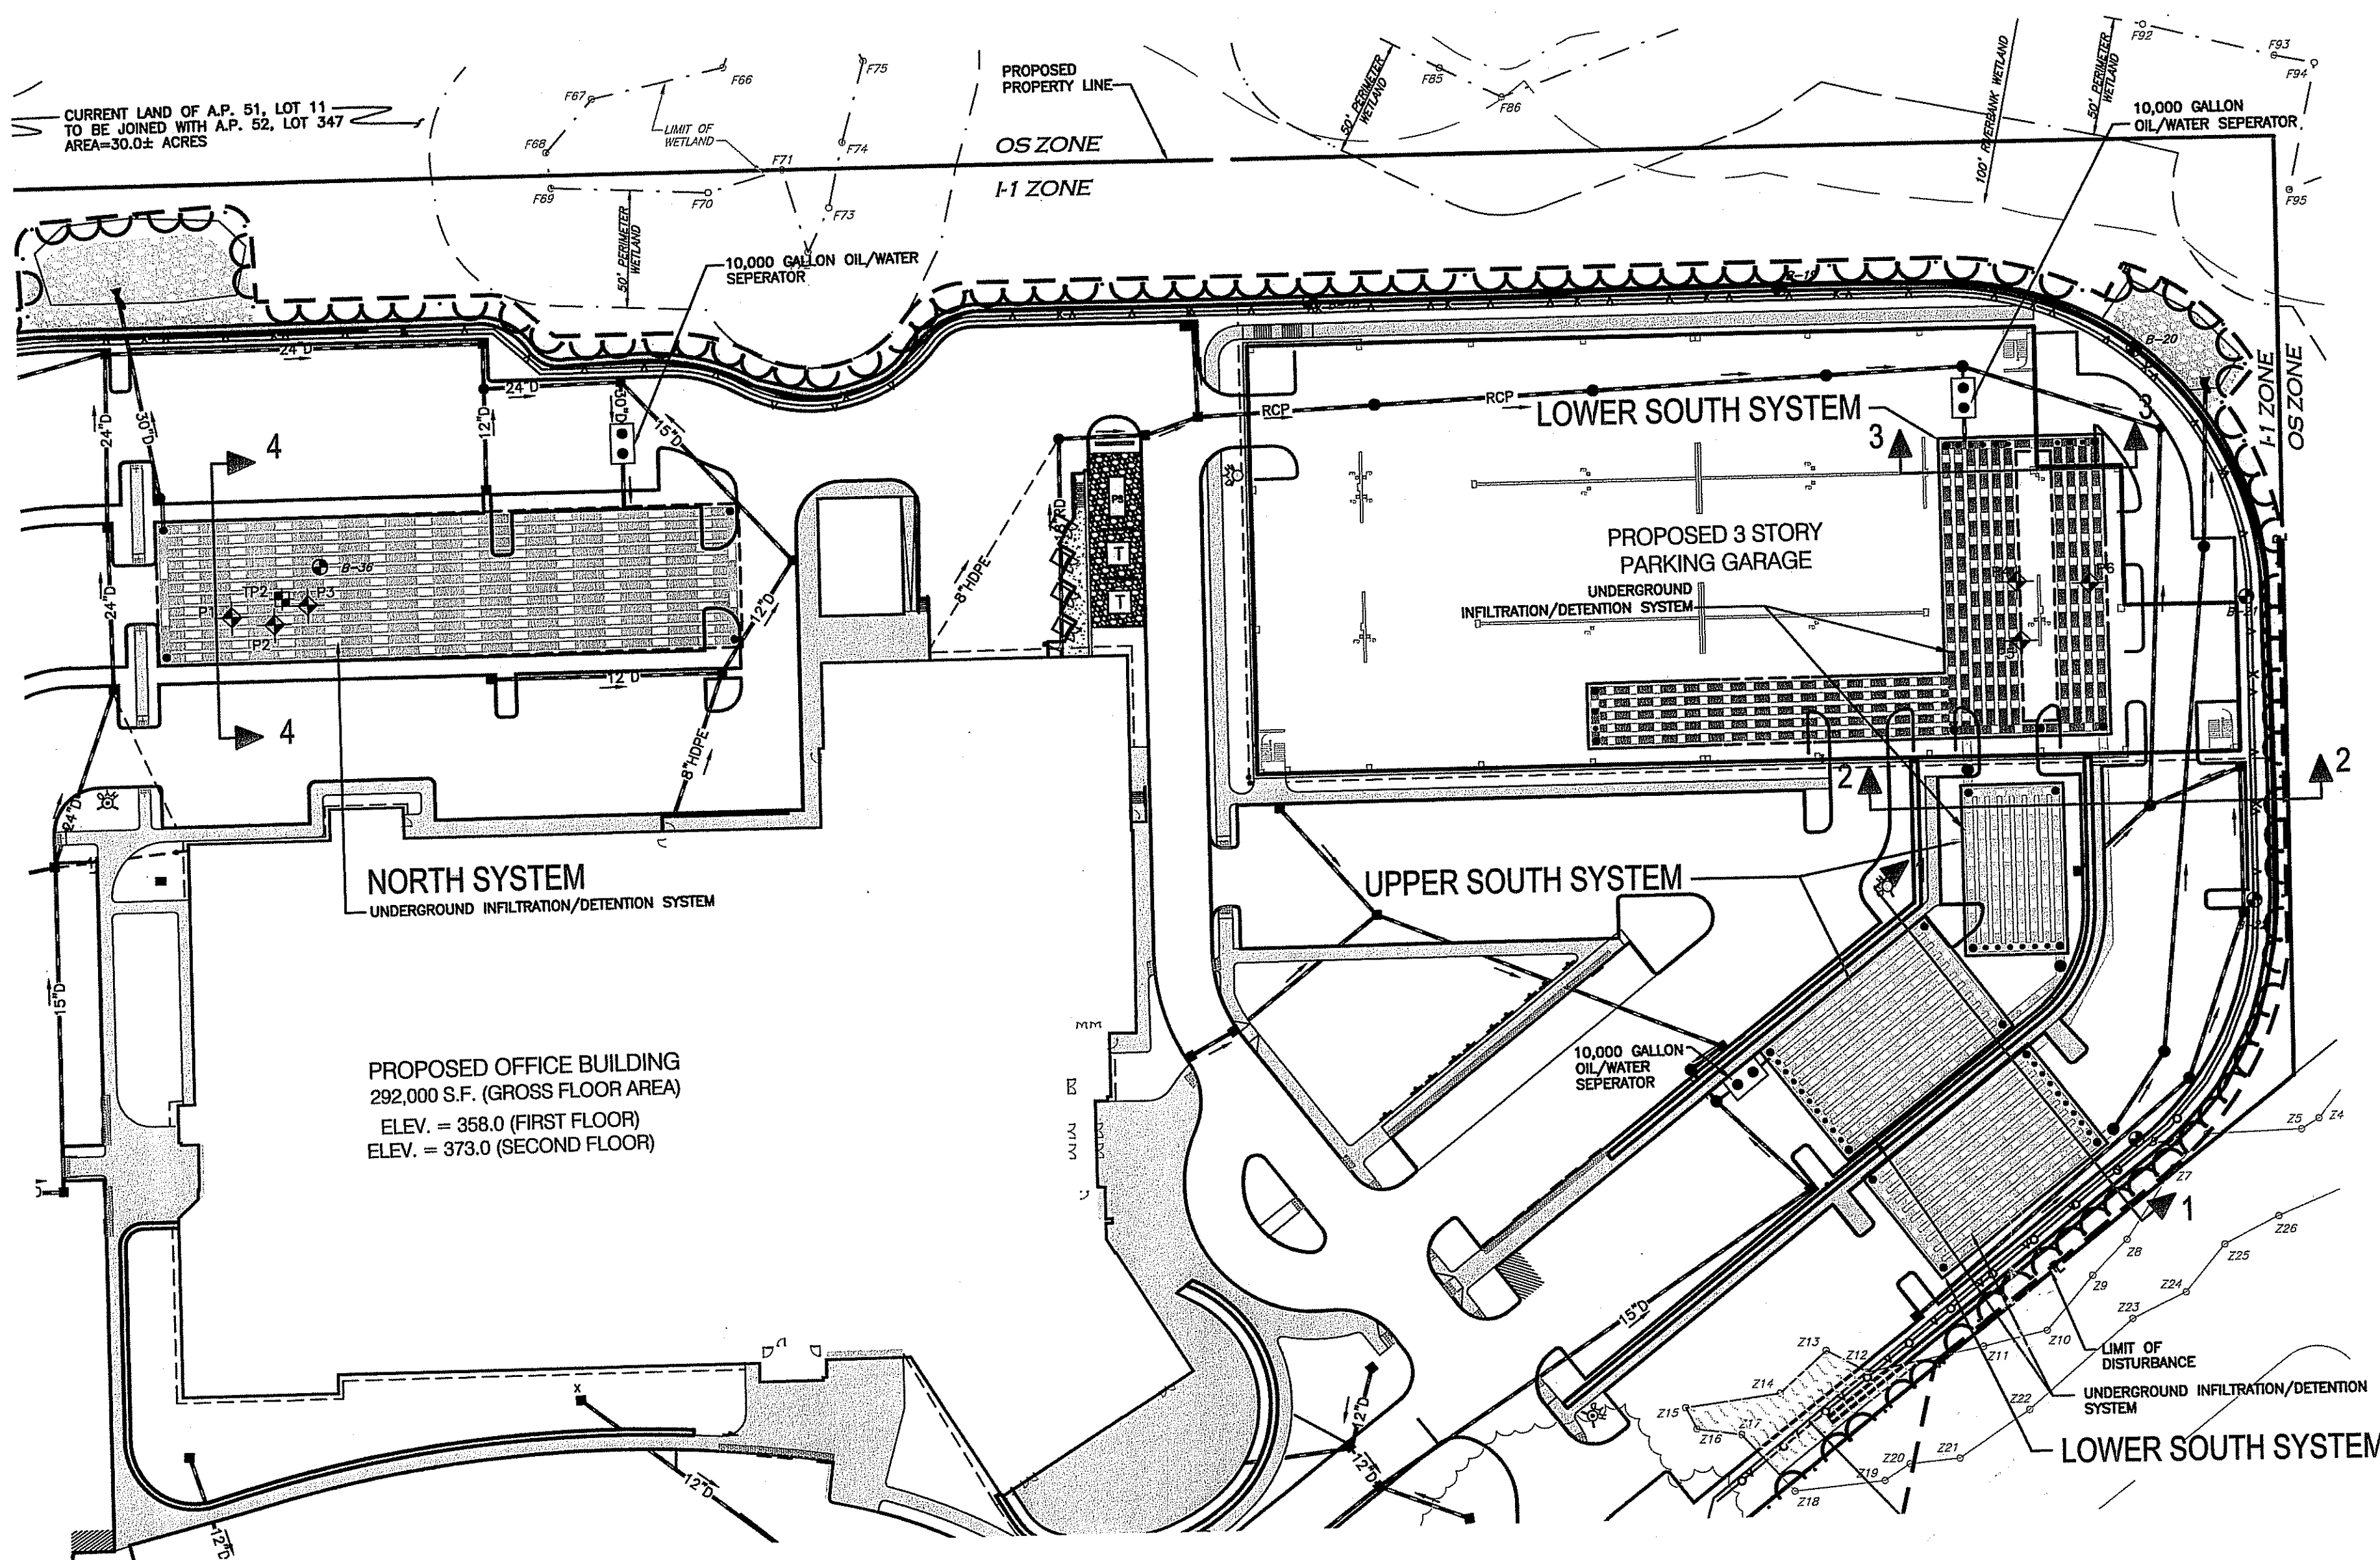 CURRENT LAND OF A.P. 51, LOT 11
TO BE JOINED WITH A.P. 52, LOT 347
AREA=30.0± ACRES
F66
F67
F68
F69
F70
F71
F73
F74
F75
LIMIT OF
WETLAND
50' PERIMETER
WETLAND
PROPOSED
PROPERTY LINE
OS ZONE
I-1 ZONE
50' PERIMETER
WETLAND
F85
F86
100' RIVERBANK WETLAND
50' PERIMETER
WETLAND
F92
F93
F94
F95
10,000 GALLON
OIL/WATER SEPERATOR
10,000 GALLON OIL/WATER
SEPERATOR
B-19
B-20
I-1 ZONE
OS ZONE
24"D
24"D
30"D
12"D
24"D
30"D
15"D
4
4
RCP
RCP
LOWER SOUTH SYSTEM
3
3
PS
T
T
8"RD
8"HDPE
PROPOSED 3 STORY
PARKING GARAGE
UNDERGROUND
INFILTRATION/DETENTION SYSTEM
B-36
TP2
P1
P2
P3
24"D
12"D
12"D
8"HDPE
B-21
2
2
24"D
NORTH SYSTEM
UNDERGROUND INFILTRATION/DETENTION SYSTEM
UPPER SOUTH SYSTEM
15"D
PROPOSED OFFICE BUILDING
292,000 S.F. (GROSS FLOOR AREA)
ELEV. = 358.0 (FIRST FLOOR)
ELEV. = 373.0 (SECOND FLOOR)
10,000 GALLON
OIL/WATER
SEPERATOR
Z4
Z5
Z7
1
Z26
Z8
Z25
Z9
Z24
Z23
Z10
Z11
Z12
Z13
Z14
Z15
Z16
Z17
Z18
Z19
Z20
Z21
Z22
15"D
LIMIT OF
DISTURBANCE
UNDERGROUND INFILTRATION/DETENTION
SYSTEM
LOWER SOUTH SYSTEM
X
12"D
12"D
12"D
12"D